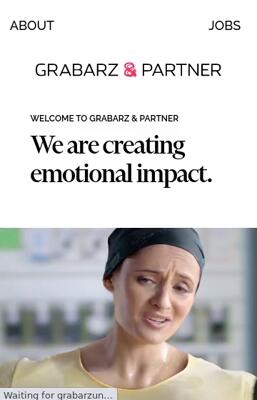 ABOUT JOBS
GRABARZ & PARTNER
WELCOME TO GRABARZ & PARTNER
We are creating
emotional impact.
Waiting for grabarzun...